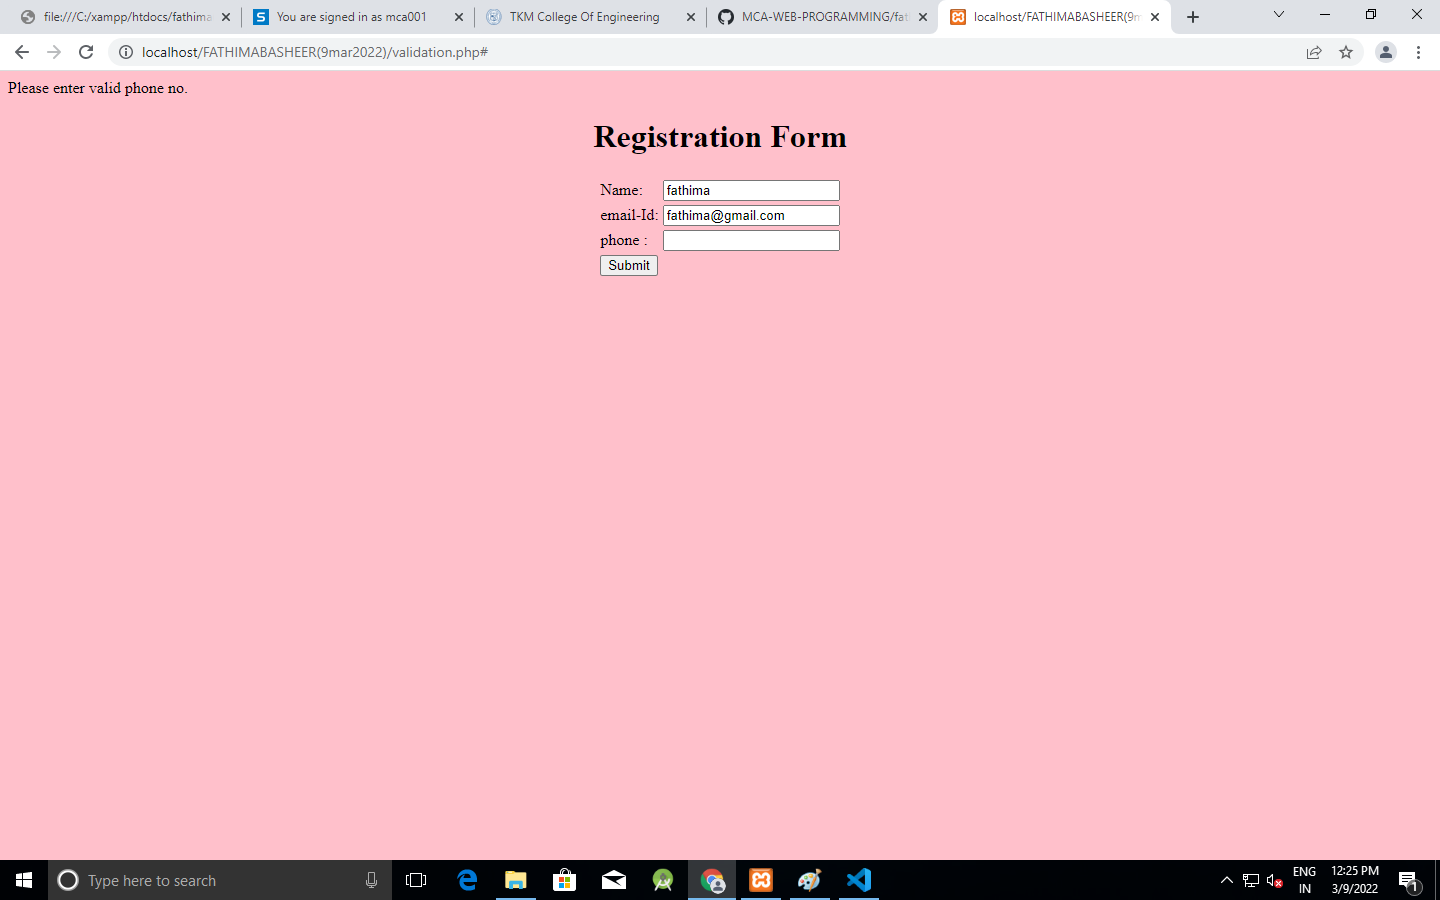 file:///C:/xampp/htdocs/fathima
You are signed in as mca001
TKM College Of Engineering
MCA-WEB-PROGRAMMING/fat
localhost/FATHIMABASHEER(9m
localhost/FATHIMABASHEER(9mar2022)/validation.php#
Please enter valid phone no.
Registration Form
Name: fathima
email-Id: fathima@gmail.com
phone :
Submit
Type here to search
ENG
IN
12:25 PM
3/9/2022
1